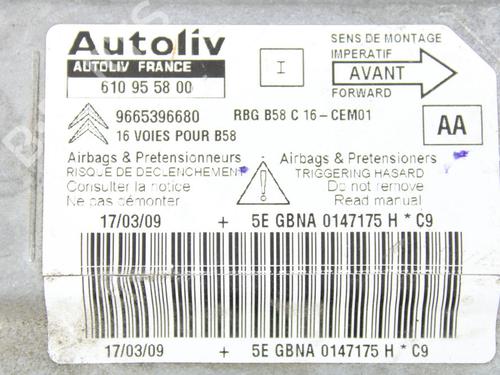 Autoliv
AUTOLIV FRANCE
610 95 58 00
I
SENS DE MONTAGE
IMPERATIF
AVANT
FORWARD
9665396680 RBG B58 C 16-CEM01
16 VOIES POUR B58
AA
Airbags & Pretensionneurs
RISQUE DE DECLENCHEMENT
Consulter la notice
Ne pas démonter
Airbags & Pretensioners
TRIGGERING HASARD
Do not remove
Read manual
17/03/09 + 5E GBNA 0147175 H * C9
17/03/09 + 5E GBNA 0147175 H * C9